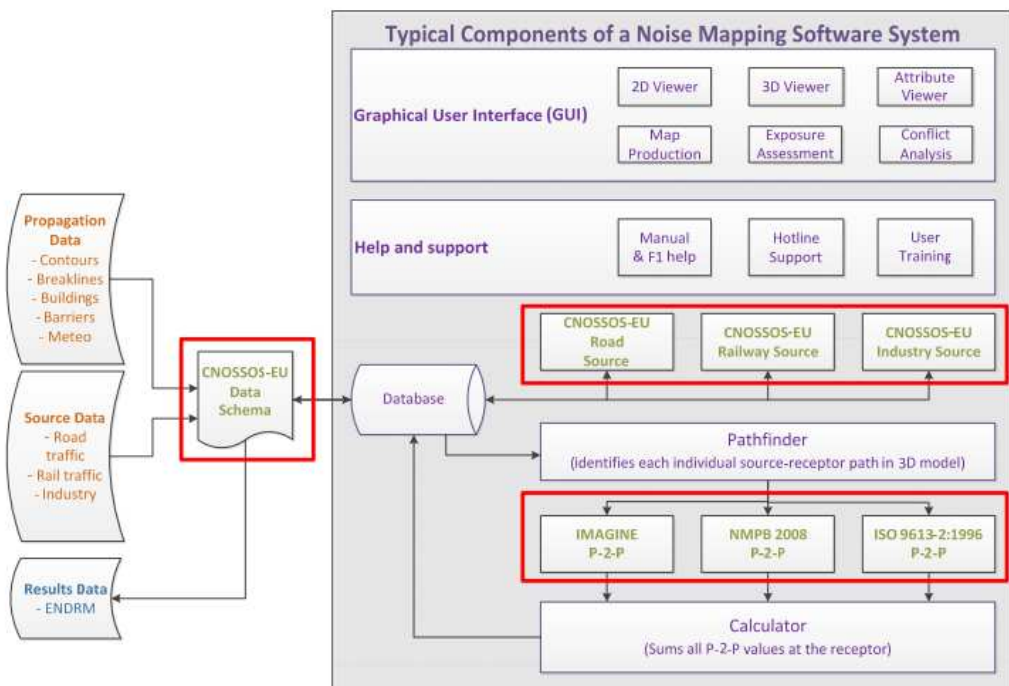 Typical Components of a Noise Mapping Software System
Graphical User Interface (GUI)
2D Viewer
3D Viewer
Attribute
Viewer
Map
Production
Exposure
Assessment
Conflict
Analysis
Help and support
Manual
& F1 help
Hotline
Support
User
Training
Propagation
Data
- Contours
- Breaklines
- Buildings
- Barriers
- Meteo
Source Data
- Road
traffic
- Rail traffic
- Industry
Results Data
- ENDRM
CNOSSOS-EU
Data
Schema
Database
CNOSSOS-EU
Road
Source
CNOSSOS-EU
Railway Source
CNOSSOS-EU
Industry Source
Pathfinder
(identifies each individual source-receptor path in 3D model)
IMAGINE
P-2-P
NMPB 2008
P-2-P
ISO 9613-2:1996
P-2-P
Calculator
(Sums all P-2-P values at the receptor)